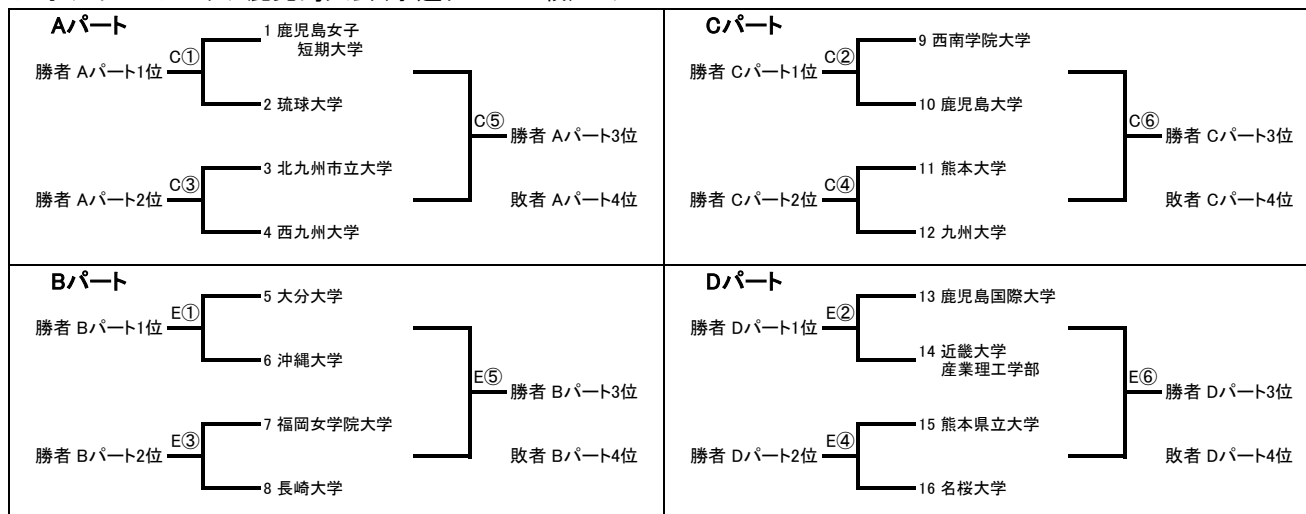 Aパート
1 鹿児島女子
短期大学
C①
勝者 Aパート1位
2 琉球大学
C⑤
勝者 Aパート3位
3 北九州市立大学
C③
勝者 Aパート2位
敗者 Aパート4位
4 西九州大学
Cパート
9 西南学院大学
C②
勝者 Cパート1位
10 鹿児島大学
C⑥
勝者 Cパート3位
11 熊本大学
C④
勝者 Cパート2位
敗者 Cパート4位
12 九州大学
Bパート
5 大分大学
E①
勝者 Bパート1位
6 沖縄大学
E⑤
勝者 Bパート3位
7 福岡女学院大学
E③
勝者 Bパート2位
敗者 Bパート4位
8 長崎大学
Dパート
13 鹿児島国際大学
E②
勝者 Dパート1位
14 近畿大学
産業理工学部
E⑥
勝者 Dパート3位
15 熊本県立大学
E④
勝者 Dパート2位
敗者 Dパート4位
16 名桜大学